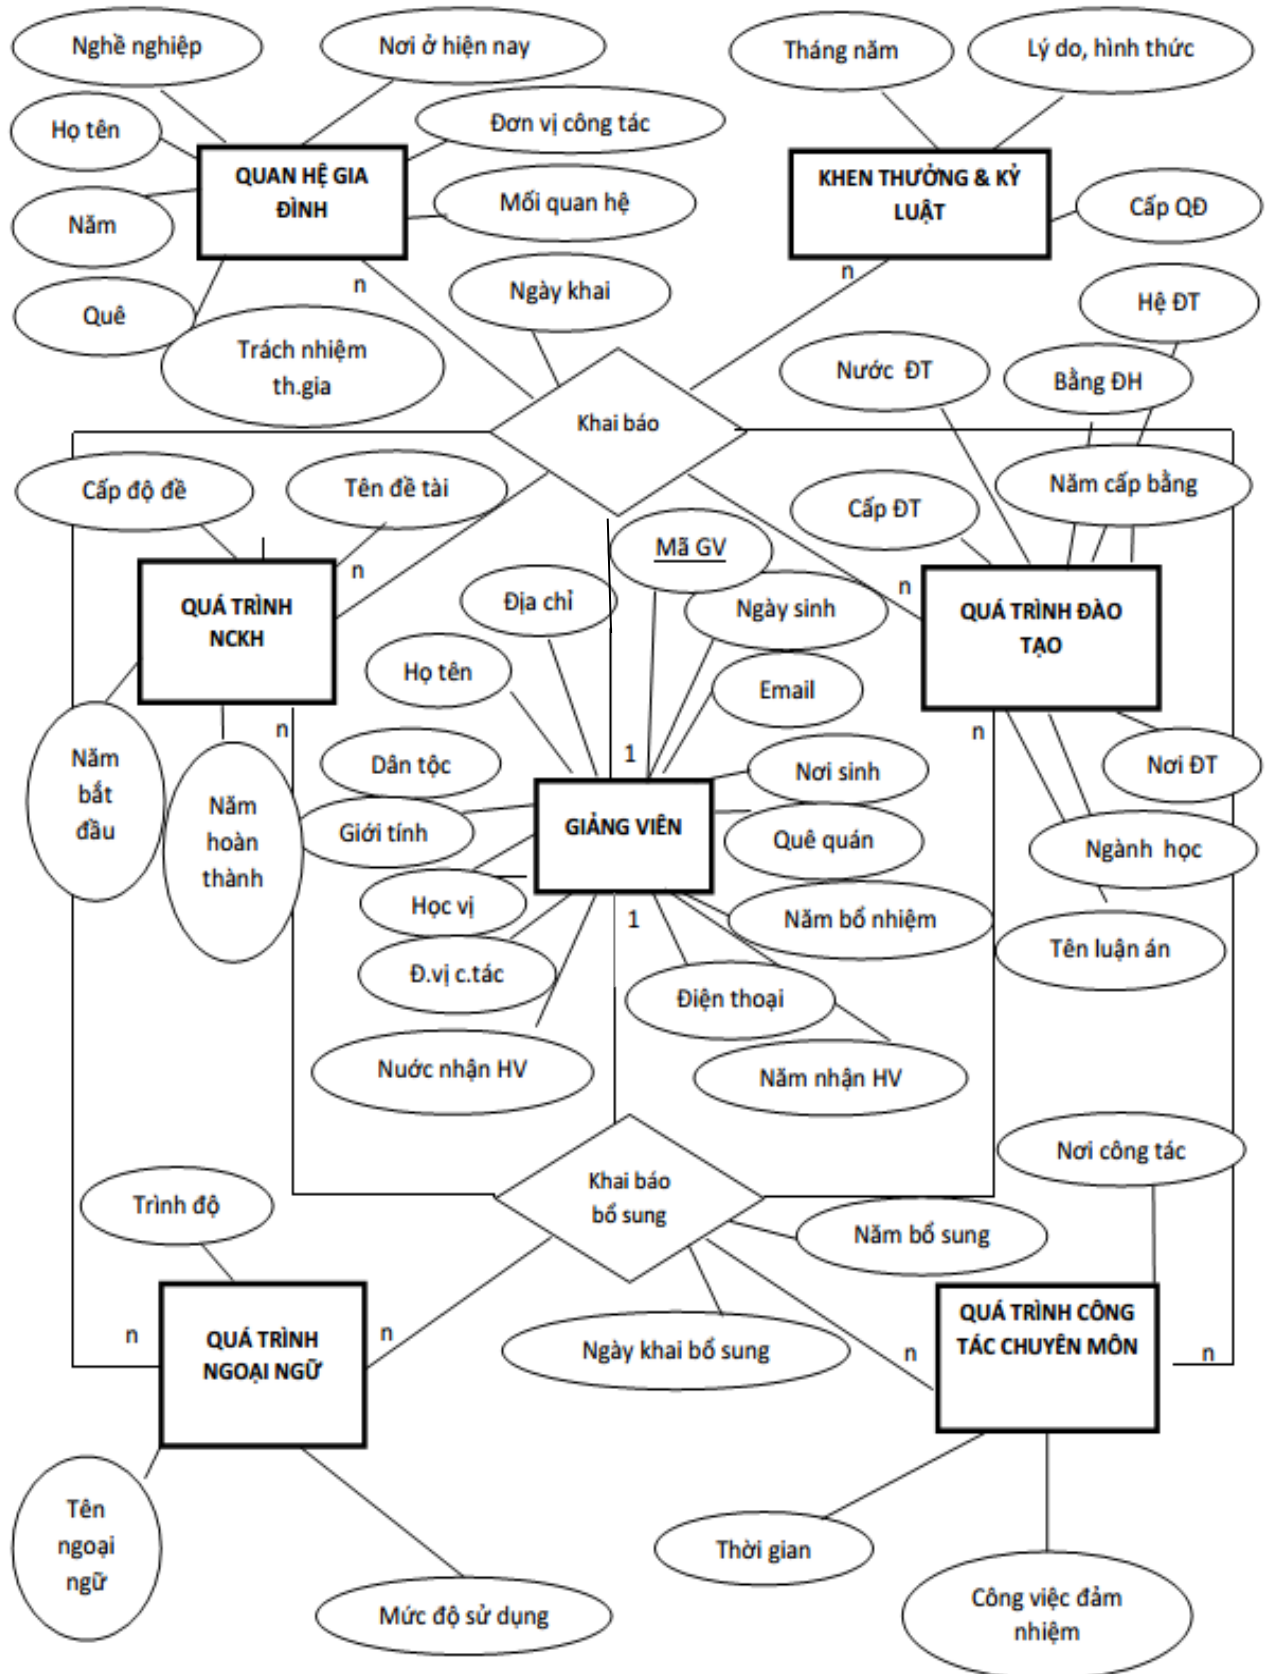 Nghề nghiệp
Nơi ở hiện nay
Tháng năm
Lý do, hình thức
Họ tên
Đơn vị công tác
QUAN HỆ GIA
ĐÌNH
KHEN THƯỞNG & KỶ
LUẬT
Năm
Mối quan hệ
Cấp QĐ
Quê
n
Ngày khai
n
Hệ ĐT
Trách nhiệm
th.gia
Nước ĐT
Bằng ĐH
Khai báo
Cấp độ đề
Tên đề tài
Cấp ĐT
Năm cấp bằng
Mã GV
n
n
QUÁ TRÌNH
NCKH
Địa chỉ
Ngày sinh
QUÁ TRÌNH ĐÀO
TẠO
Họ tên
Email
n
n
Năm
bắt
đầu
Năm
hoàn
thành
Dân tộc
1
Nơi sinh
Nơi ĐT
Giới tính
GIẢNG VIÊN
Quê quán
Ngành học
Học vị
1
Năm bổ nhiệm
Tên luận án
Đ.vị c.tác
Điện thoại
Nuớc nhận HV
Năm nhận HV
Nơi công tác
Trình độ
Khai báo
bổ sung
Năm bổ sung
n
QUÁ TRÌNH
NGOẠI NGỮ
n
Ngày khai bổ sung
n
QUÁ TRÌNH CÔNG
TÁC CHUYÊN MÔN
n
Tên
ngoại
ngữ
Mức độ sử dụng
Thời gian
Công việc đảm
nhiệm